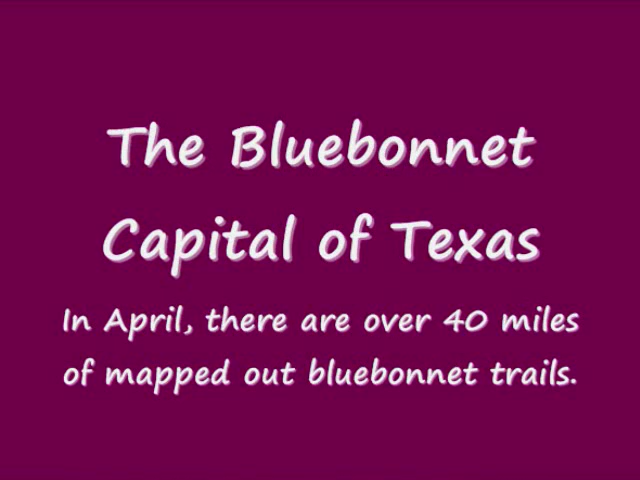 The Bluebonnet
Capital of Texas
In April, there are over 40 miles
of mapped out bluebonnet trails.